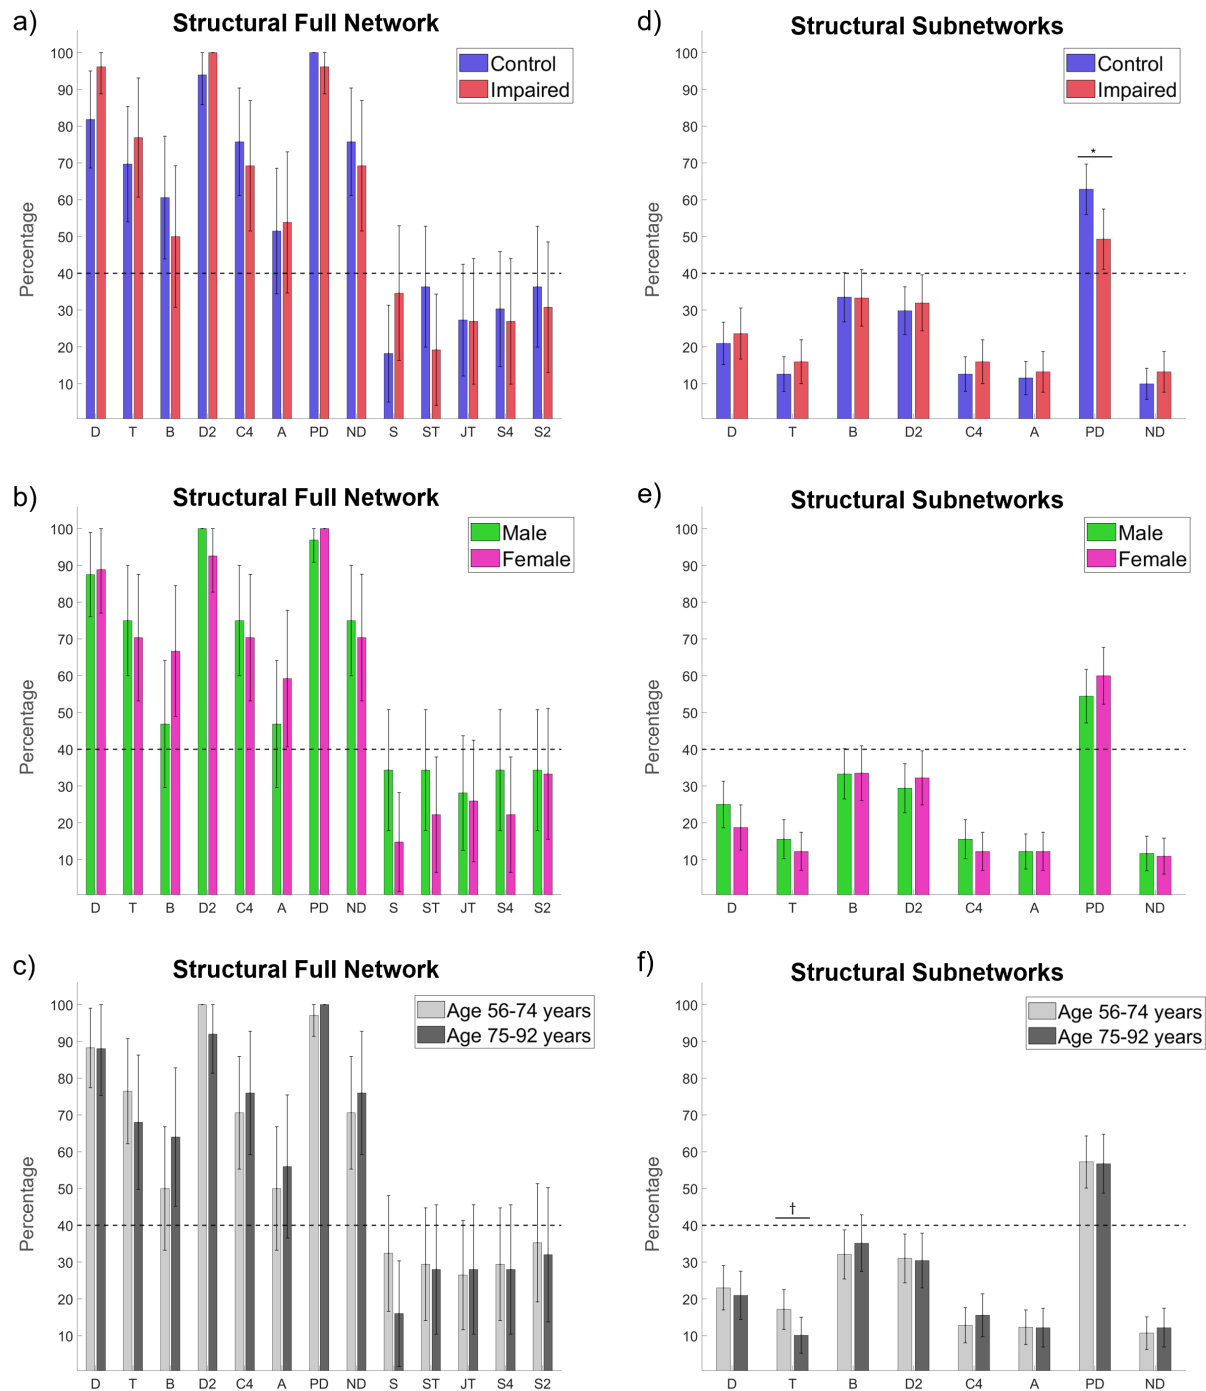 a)
Structural Full Network
Control
Impaired
Percentage
100
90
80
70
60
50
40
30
20
10
D T B D2 C4 A PD ND S ST JT S4 S2
d)
Structural Subnetworks
Control
Impaired
*
Percentage
100
90
80
70
60
50
40
30
20
10
D T B D2 C4 A PD ND
b)
Structural Full Network
Male
Female
Percentage
100
90
80
70
60
50
40
30
20
10
D T B D2 C4 A PD ND S ST JT S4 S2
e)
Structural Subnetworks
Male
Female
Percentage
100
90
80
70
60
50
40
30
20
10
D T B D2 C4 A PD ND
c)
Structural Full Network
Age 56-74 years
Age 75-92 years
Percentage
100
90
80
70
60
50
40
30
20
10
D T B D2 C4 A PD ND S ST JT S4 S2
f)
Structural Subnetworks
Age 56-74 years
Age 75-92 years
†
Percentage
100
90
80
70
60
50
40
30
20
10
D T B D2 C4 A PD ND